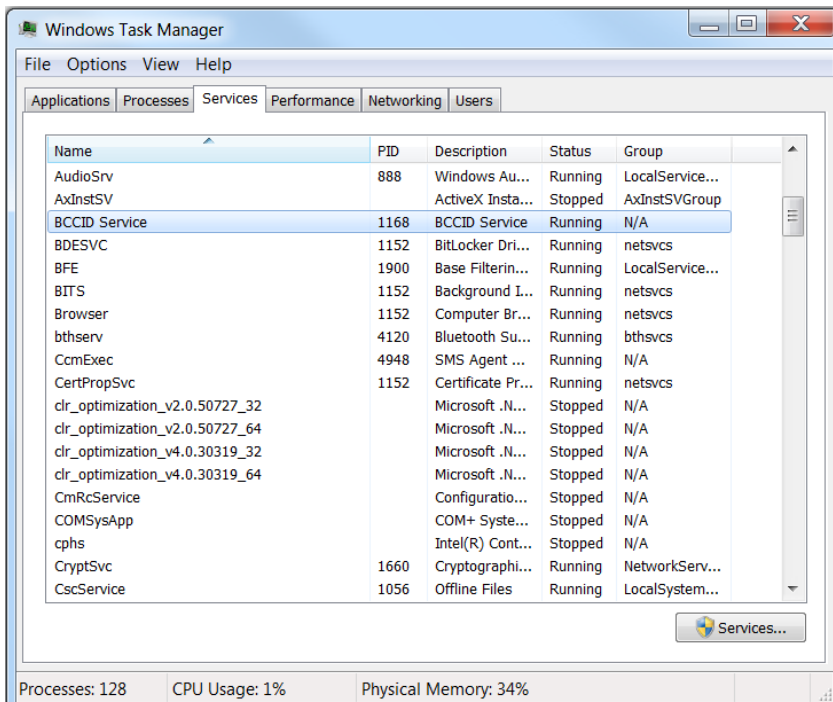 Windows Task Manager
File Options View Help
Applications Processes Services Performance Networking Users
Name PID Description Status Group
AudioSrv 888 Windows Au... Running LocalService...
AxInstSV ActiveX Insta... Stopped AxInstSVGroup
BCCID Service 1168 BCCID Service Running N/A
BDESVC 1152 BitLocker Dri... Running netsvcs
BFE 1900 Base Filterin... Running LocalService...
BITS 1152 Background I... Running netsvcs
Browser 1152 Computer Br... Running netsvcs
bthserv 4120 Bluetooth Su... Running bthsvcs
CcmExec 4948 SMS Agent ... Running N/A
CertPropSvc 1152 Certificate Pr... Running netsvcs
clr_optimization_v2.0.50727_32 Microsoft .N... Stopped N/A
clr_optimization_v2.0.50727_64 Microsoft .N... Stopped N/A
clr_optimization_v4.0.30319_32 Microsoft .N... Stopped N/A
clr_optimization_v4.0.30319_64 Microsoft .N... Stopped N/A
CmRcService Configuratio... Stopped N/A
COMSysApp COM+ Syste... Stopped N/A
cphs Intel(R) Cont... Stopped N/A
CryptSvc 1660 Cryptographi... Running NetworkServ...
CscService 1056 Offline Files Running LocalSystem...
Services...
Processes: 128 CPU Usage: 1% Physical Memory: 34%